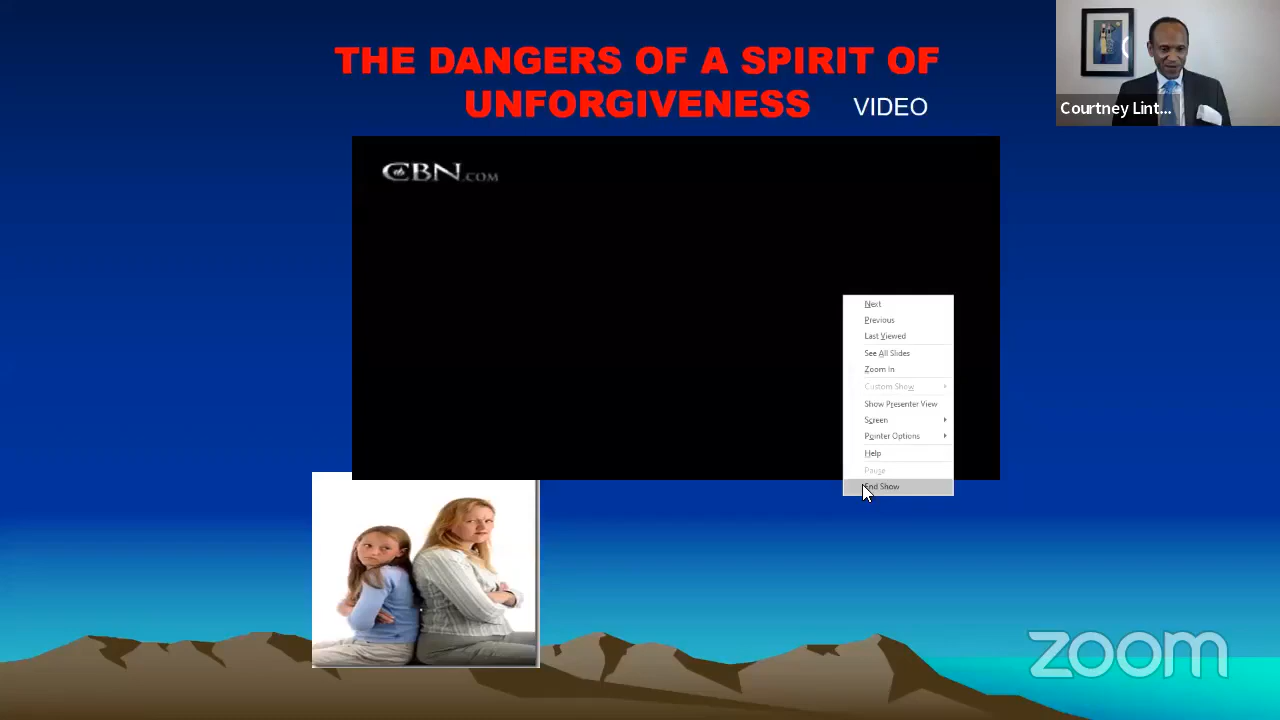 THE DANGERS OF A SPIRIT OF
UNFORGIVENESS VIDEO
Courtney Lint...
CBN.COM
Next
Previous
Last Viewed
See All Slides
Zoom In
Custom Show
Show Presenter View
Screen
Pointer Options
Help
Pause
End Show
zoom